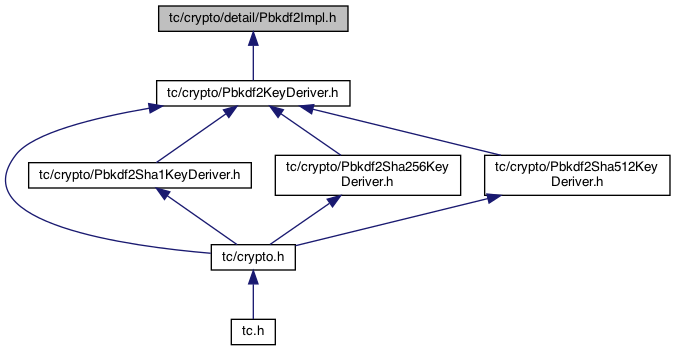 tc/crypto/detail/Pbkdf2Impl.h
tc/crypto/Pbkdf2KeyDeriver.h
tc/crypto/Pbkdf2Sha1KeyDeriver.h
tc/crypto/Pbkdf2Sha256Key
Deriver.h
tc/crypto/Pbkdf2Sha512Key
Deriver.h
tc/crypto.h
tc.h